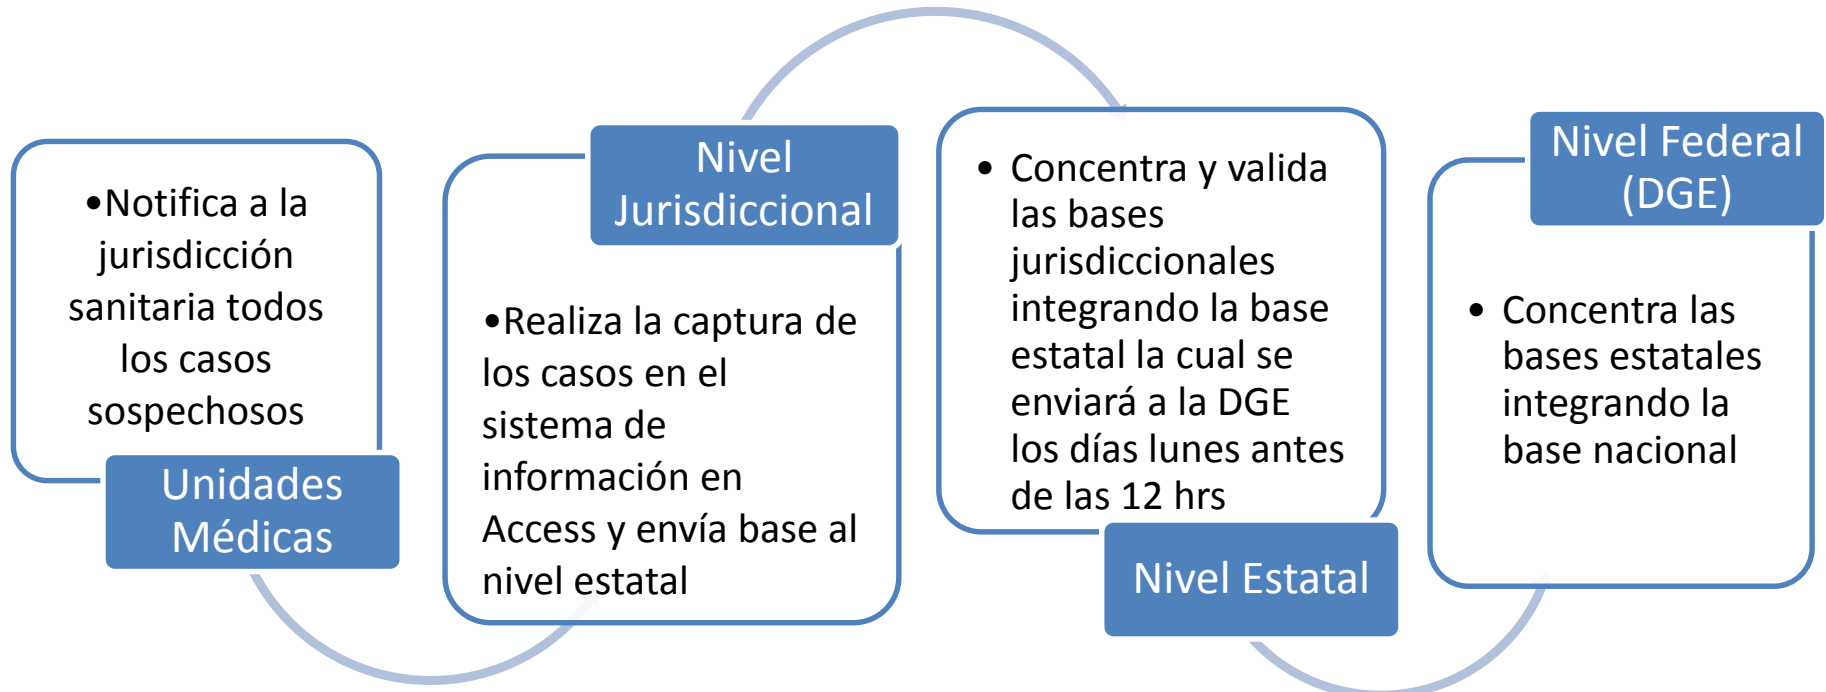 •Notifica a la
jurisdicción
sanitaria todos
los casos
sospechosos
Unidades
Médicas
Nivel
Jurisdiccional
•Realiza la captura de
los casos en el
sistema de
información en
Access y envía base al
nivel estatal
• Concentra y valida
las bases
jurisdiccionales
integrando la base
estatal la cual se
enviará a la DGE
los días lunes antes
de las 12 hrs
Nivel Estatal
Nivel Federal
(DGE)
• Concentra las
bases estatales
integrando la
base nacional